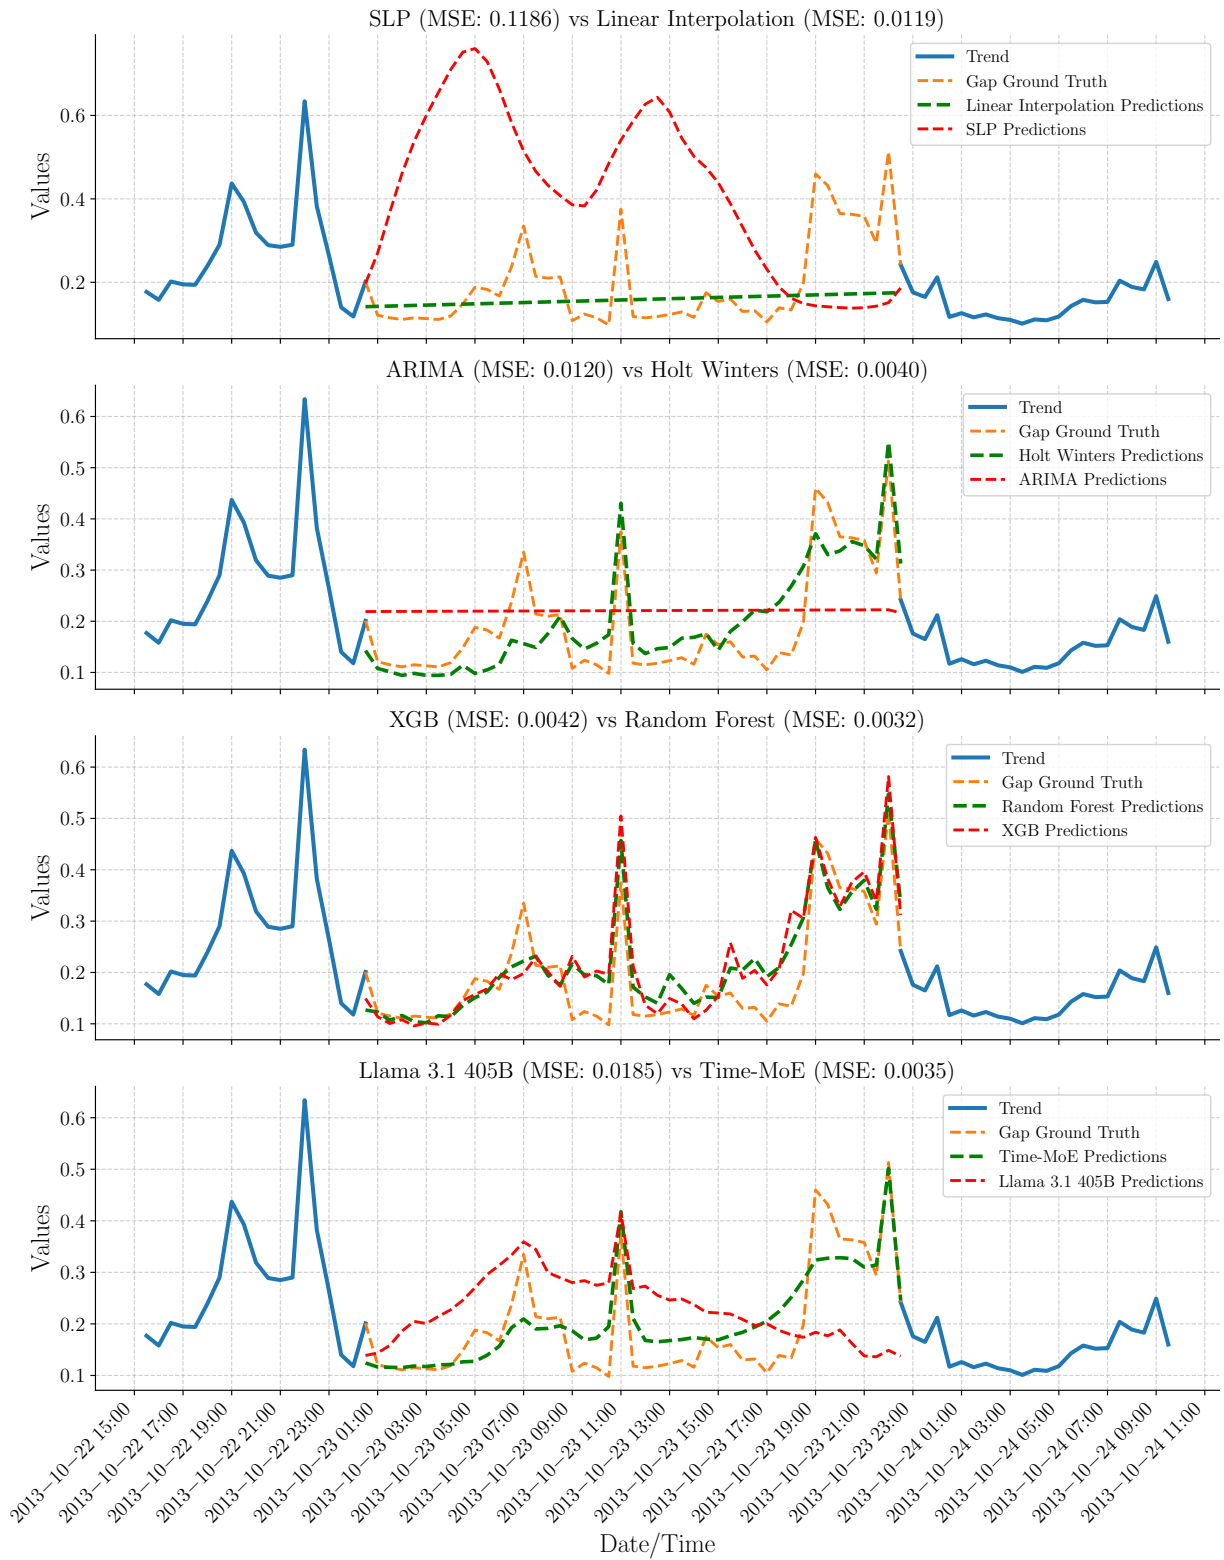 SLP (MSE: 0.1186) vs Linear Interpolation (MSE: 0.0119)
Values
0.6
0.4
0.2
Trend
Gap Ground Truth
Linear Interpolation Predictions
SLP Predictions
ARIMA (MSE: 0.0120) vs Holt Winters (MSE: 0.0040)
Values
0.6
0.5
0.4
0.3
0.2
0.1
Trend
Gap Ground Truth
Holt Winters Predictions
ARIMA Predictions
XGB (MSE: 0.0042) vs Random Forest (MSE: 0.0032)
Values
0.6
0.5
0.4
0.3
0.2
0.1
Trend
Gap Ground Truth
Random Forest Predictions
XGB Predictions
Llama 3.1 405B (MSE: 0.0185) vs Time-MoE (MSE: 0.0035)
Values
0.6
0.5
0.4
0.3
0.2
0.1
Trend
Gap Ground Truth
Time-MoE Predictions
Llama 3.1 405B Predictions
2013−10−22 15:00
2013−10−22 17:00
2013−10−22 19:00
2013−10−22 21:00
2013−10−22 23:00
2013−10−23 01:00
2013−10−23 03:00
2013−10−23 05:00
2013−10−23 07:00
2013−10−23 09:00
2013−10−23 11:00
2013−10−23 13:00
2013−10−23 15:00
2013−10−23 17:00
2013−10−23 19:00
2013−10−23 21:00
2013−10−23 23:00
2013−10−24 01:00
2013−10−24 03:00
2013−10−24 05:00
2013−10−24 07:00
2013−10−24 09:00
2013−10−24 11:00
Date/Time